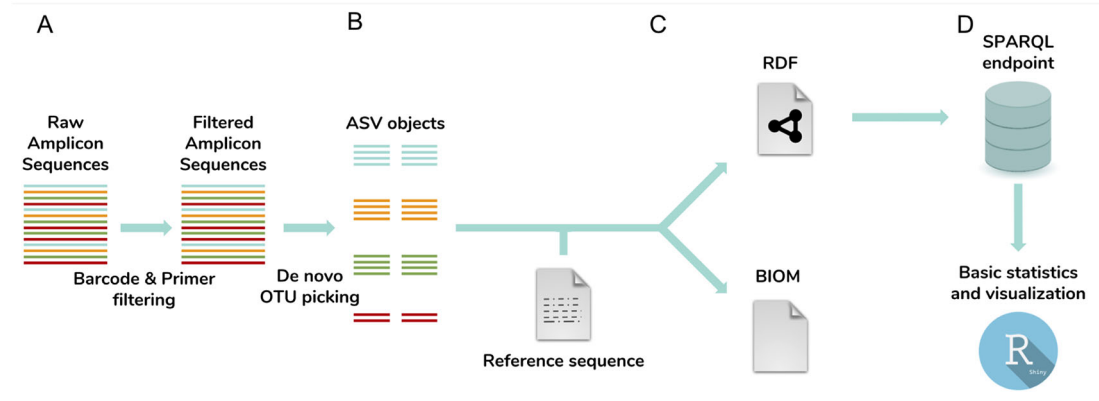 A
B
C
D
Raw
Amplicon
Sequences
Filtered
Amplicon
Sequences
Barcode & Primer
filtering
De novo
OTU picking
ASV objects
Reference sequence
RDF
BIOM
SPARQL
endpoint
Basic statistics
and visualization
R
Shiny